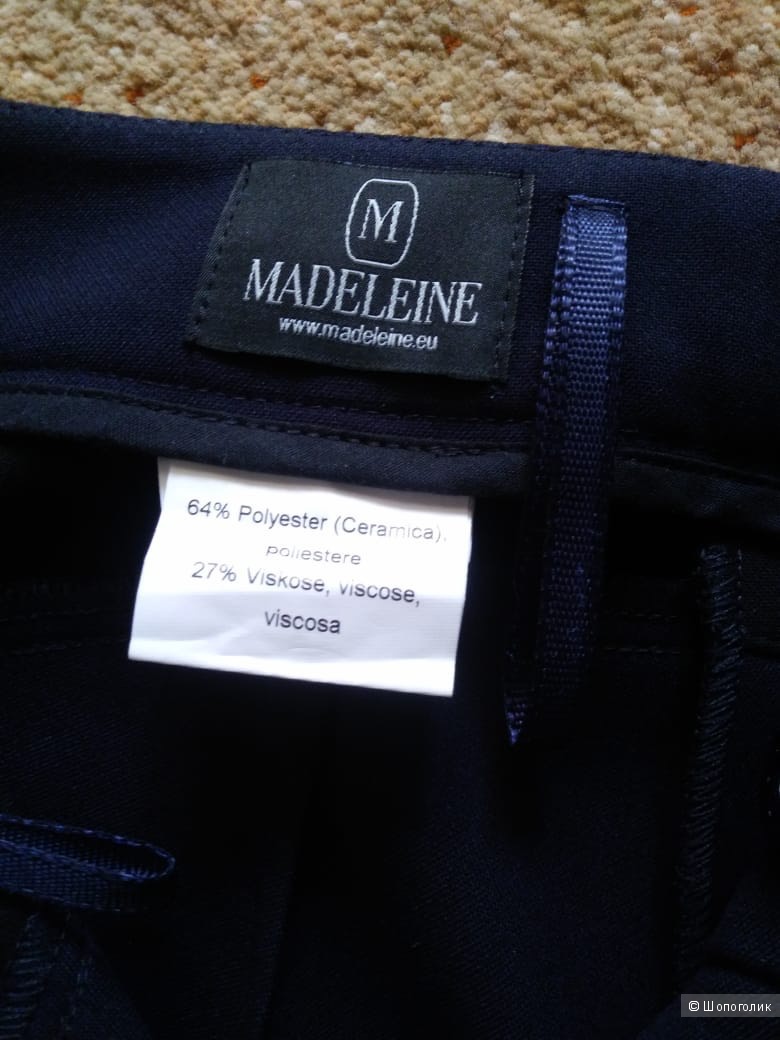 M
MADELEINE
www.madeleine.eu
64% Polyester (Ceramica),
poliestere
27% Viskose, viscose,
viscosa
© Шопоголик